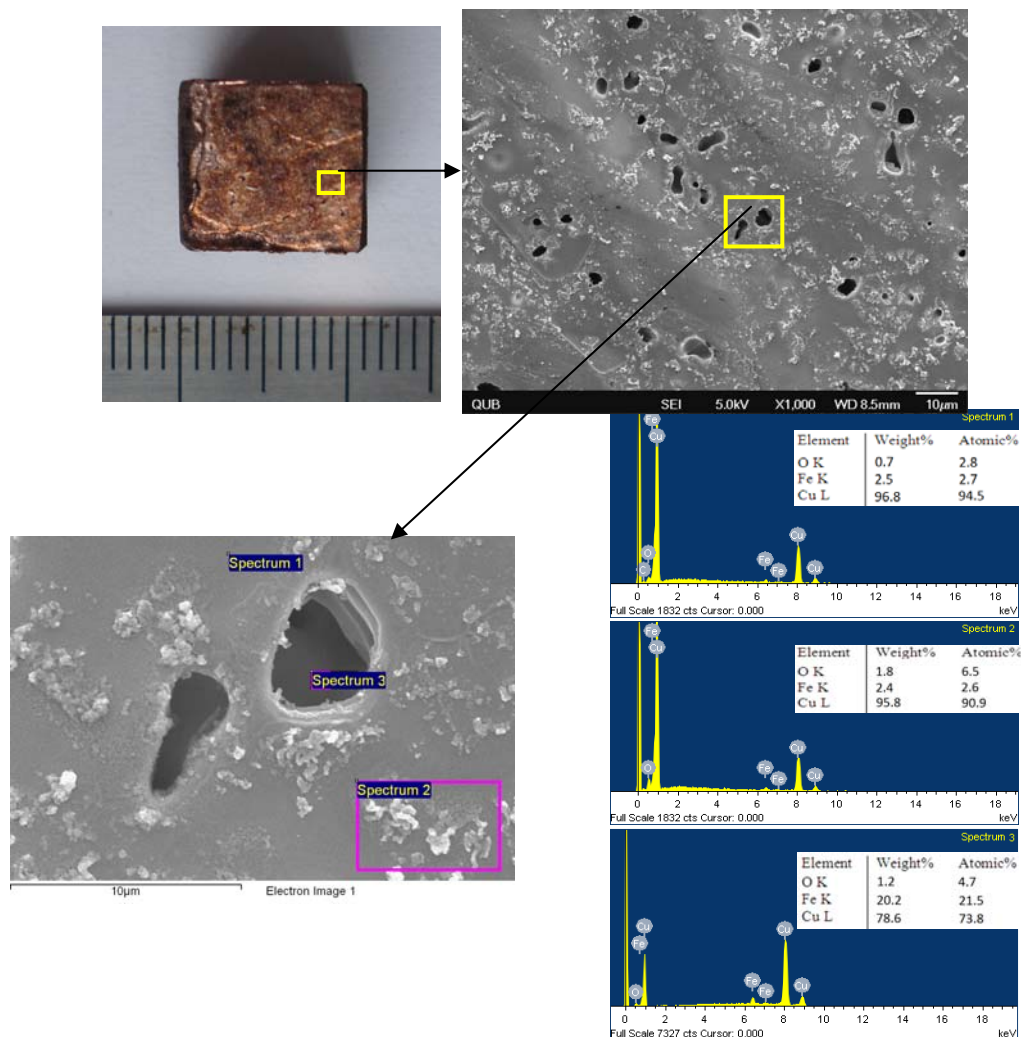 QUB SEI 5.0kV X1,000 WD 8.5mm 10μm
Spectrum 1
Element Weight% Atomic%
O K 0.7 2.8
Fe K 2.5 2.7
Cu L 96.8 94.5
Fe
Cu
O
C
Fe
Fe
Cu
Cu
0 2 4 6 8 10 12 14 16 18
Full Scale 1832 cts Cursor: 0.000 keV
Spectrum 2
Element Weight% Atomic%
O K 1.8 6.5
Fe K 2.4 2.6
Cu L 95.8 90.9
Fe
Cu
O
Fe
Fe
Cu
Cu
0 2 4 6 8 10 12 14 16 18
Full Scale 1832 cts Cursor: 0.000 keV
Spectrum 3
Element Weight% Atomic%
O K 1.2 4.7
Fe K 20.2 21.5
Cu L 78.6 73.8
Cu
Fe
O
Fe
Fe
Cu
Cu
0 2 4 6 8 10 12 14 16 18
Full Scale 7327 cts Cursor: 0.000 keV
Spectrum 1
Spectrum 3
Spectrum 2
10μm Electron Image 1